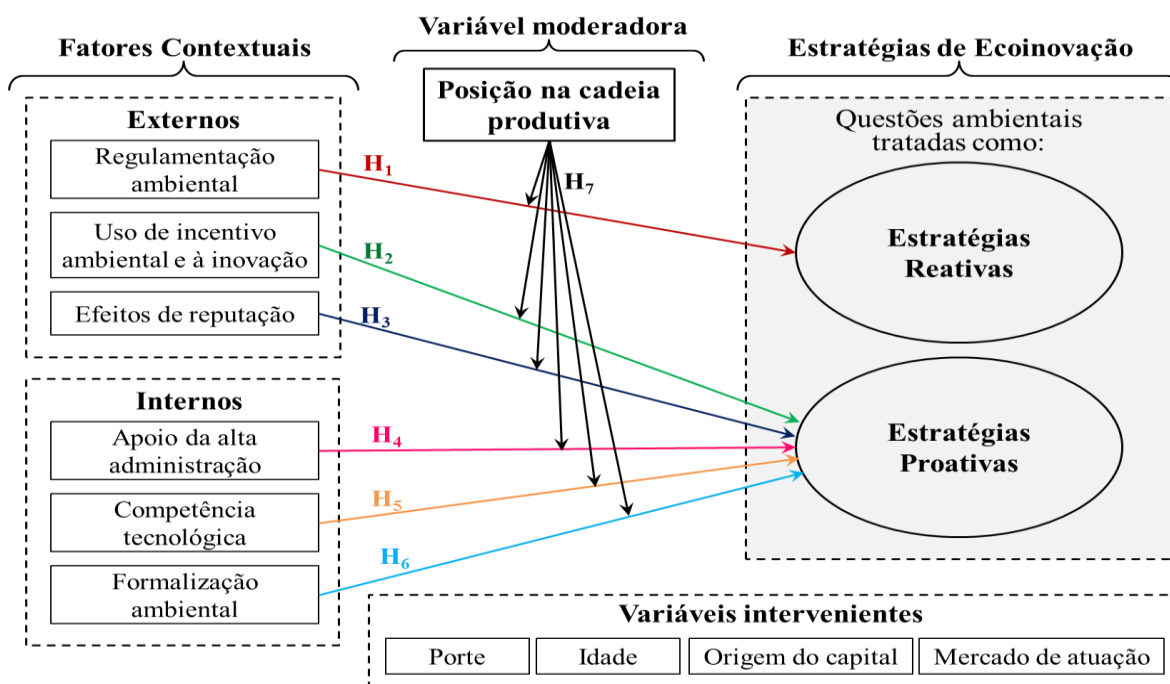 Fatores Contextuais
Externos
Regulamentação
ambiental
Uso de incentivo
ambiental e à inovação
Efeitos de reputação
Internos
Apoio da alta
administração
Competência
tecnológica
Formalização
ambiental
Variável moderadora
Posição na cadeia
produtiva
H1
H2
H3
H4
H5
H6
H7
Estratégias de Ecoinovação
Questões ambientais
tratadas como:
Estratégias
Reativas
Estratégias
Proativas
Variáveis intervenientes
Porte
Idade
Origem do capital
Mercado de atuação